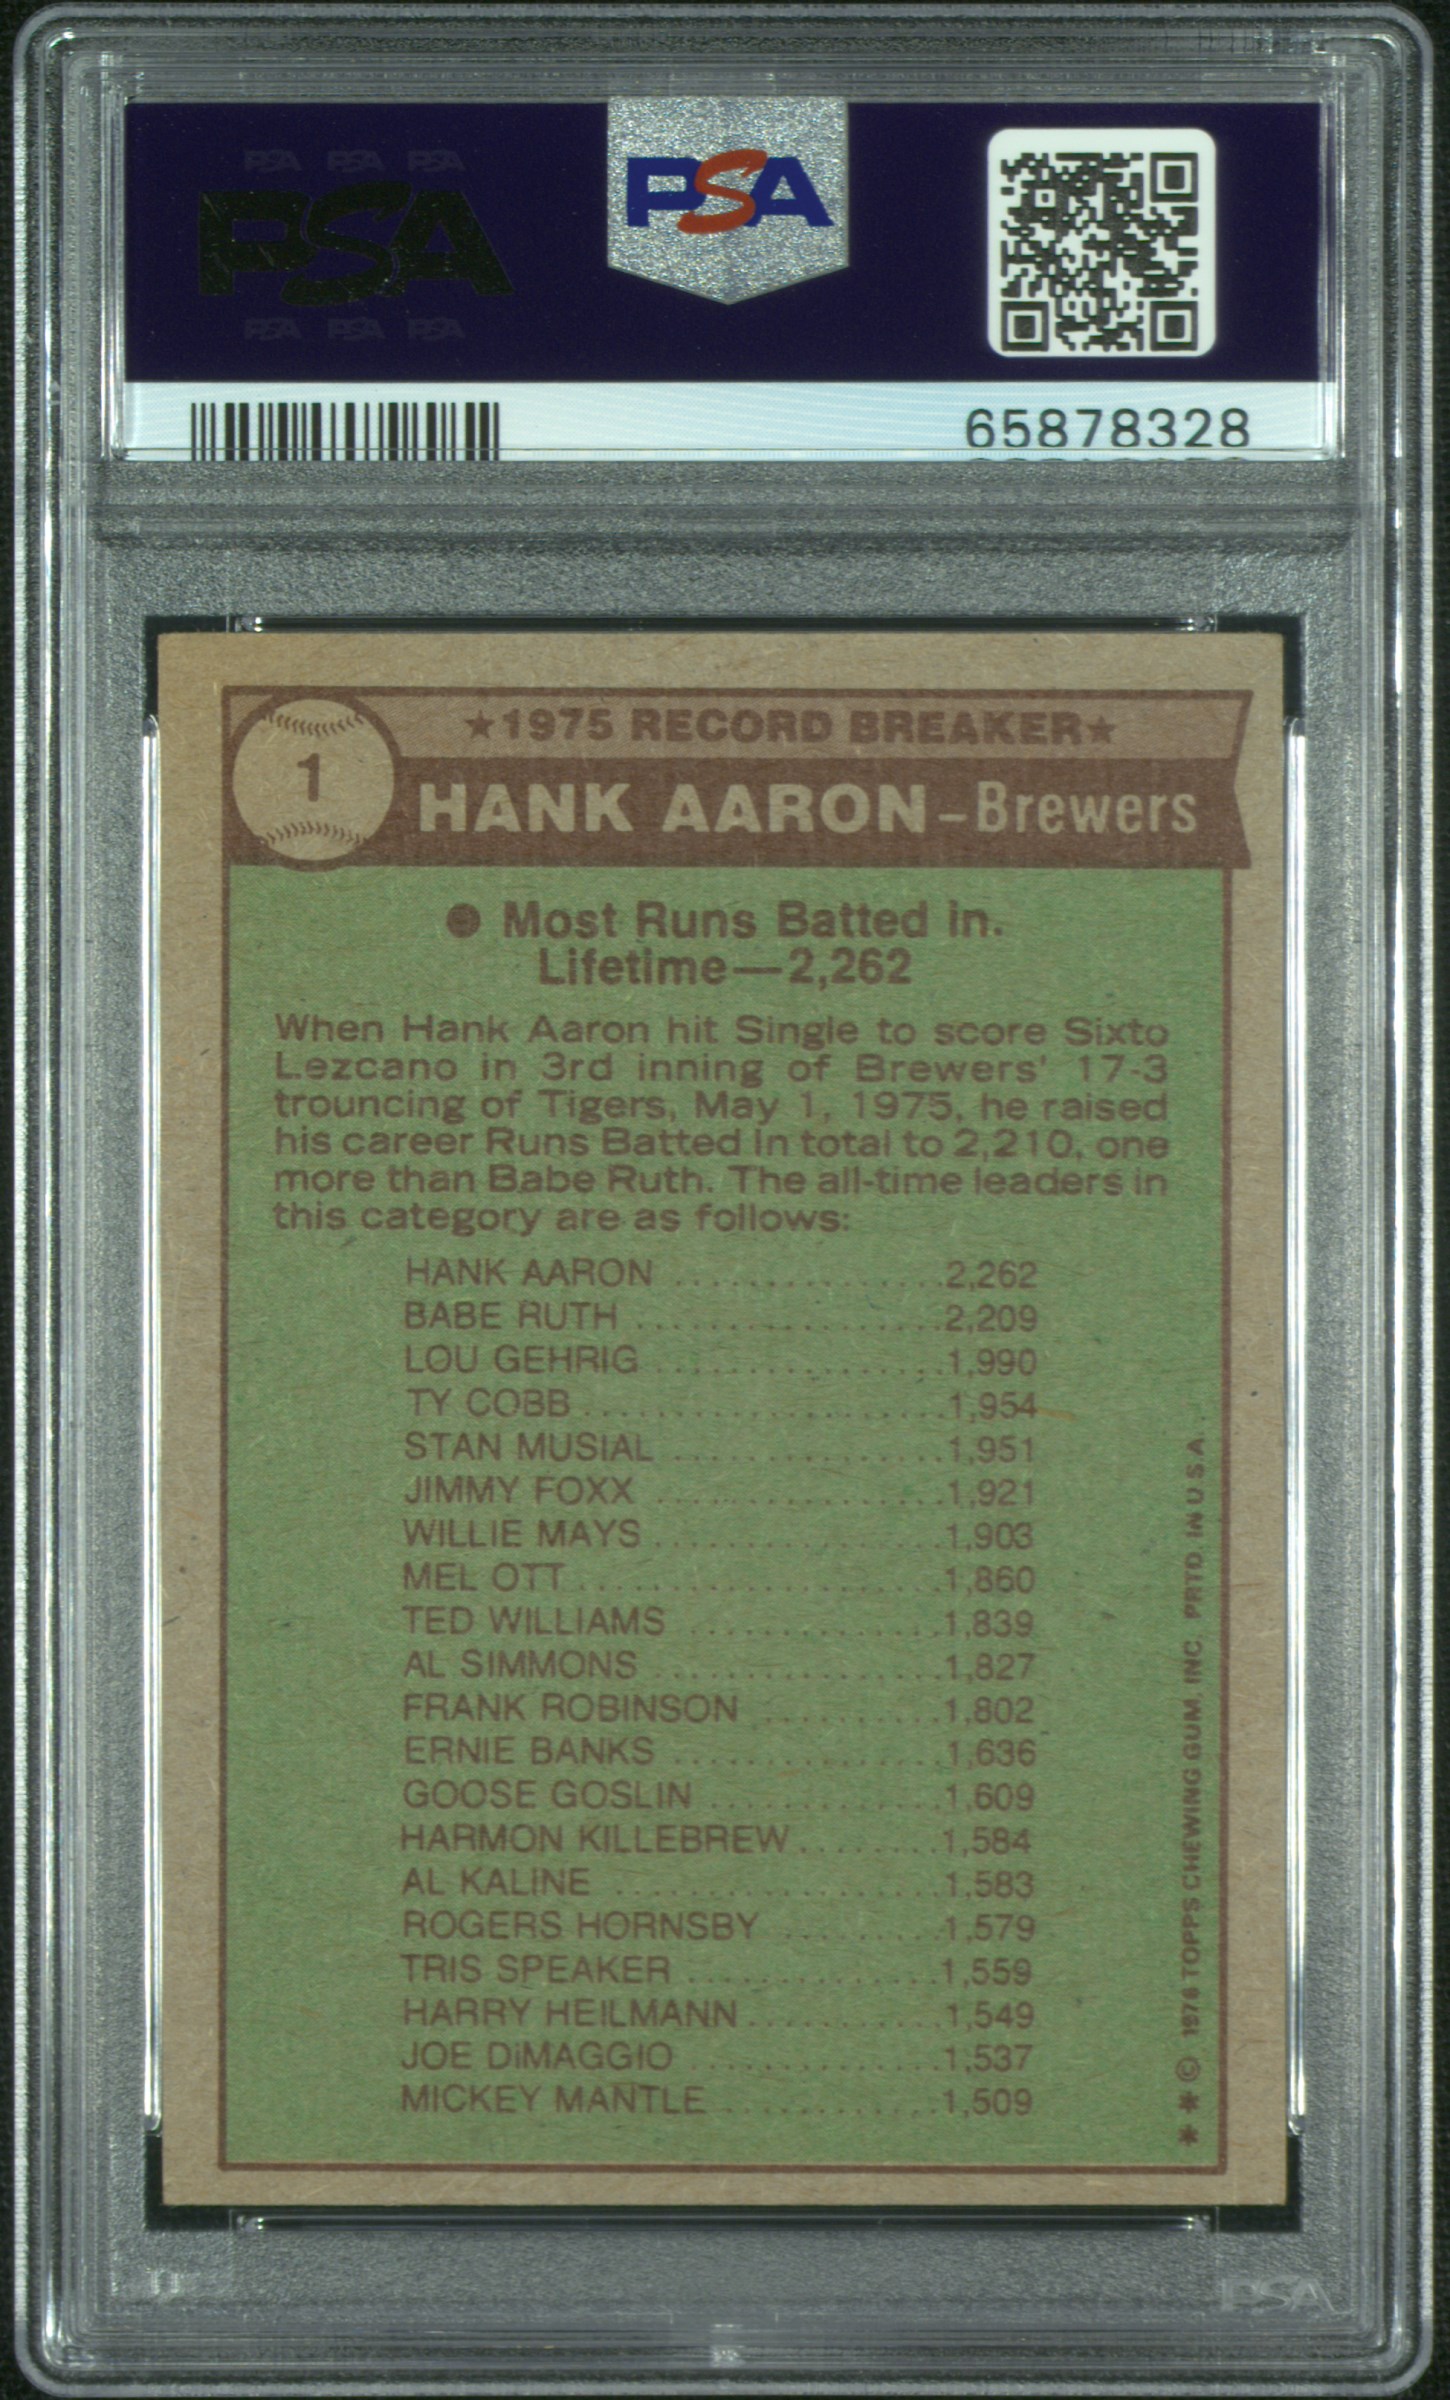 PSA PSA PSA
PSA
PSA PSA PSA
PSA
65878328
1
★1975 RECORD BREAKER★
HANK AARON –Brewers
● Most Runs Batted in.
Lifetime—2,262
When Hank Aaron hit Single to score Sixto
Lezcano in 3rd inning of Brewers' 17-3
trouncing of Tigers, May 1, 1975, he raised
his career Runs Batted In total to 2,210, one
more than Babe Ruth. The all-time leaders in
this category are as follows:
HANK AARON ...............2,262
BABE RUTH .................2,209
LOU GEHRIG ................1,990
TY COBB ....................1,954
STAN MUSIAL ...............1,951
JIMMY FOXX ................1,921
WILLIE MAYS ................1,903
MEL OTT ....................1,860
TED WILLIAMS ..............1,839
AL SIMMONS ................1,827
FRANK ROBINSON ..........1,802
ERNIE BANKS ...............1,636
GOOSE GOSLIN .............1,609
HARMON KILLEBREW ........1,584
AL KALINE ..................1,583
ROGERS HORNSBY .........1,579
TRIS SPEAKER ..............1,559
HARRY HEILMANN ...........1,549
JOE DiMAGGIO ..............1,537
MICKEY MANTLE ............1,509
* * © 1976 TOPPS CHEWING GUM, INC. PRTD. IN U.S.A.
PSA